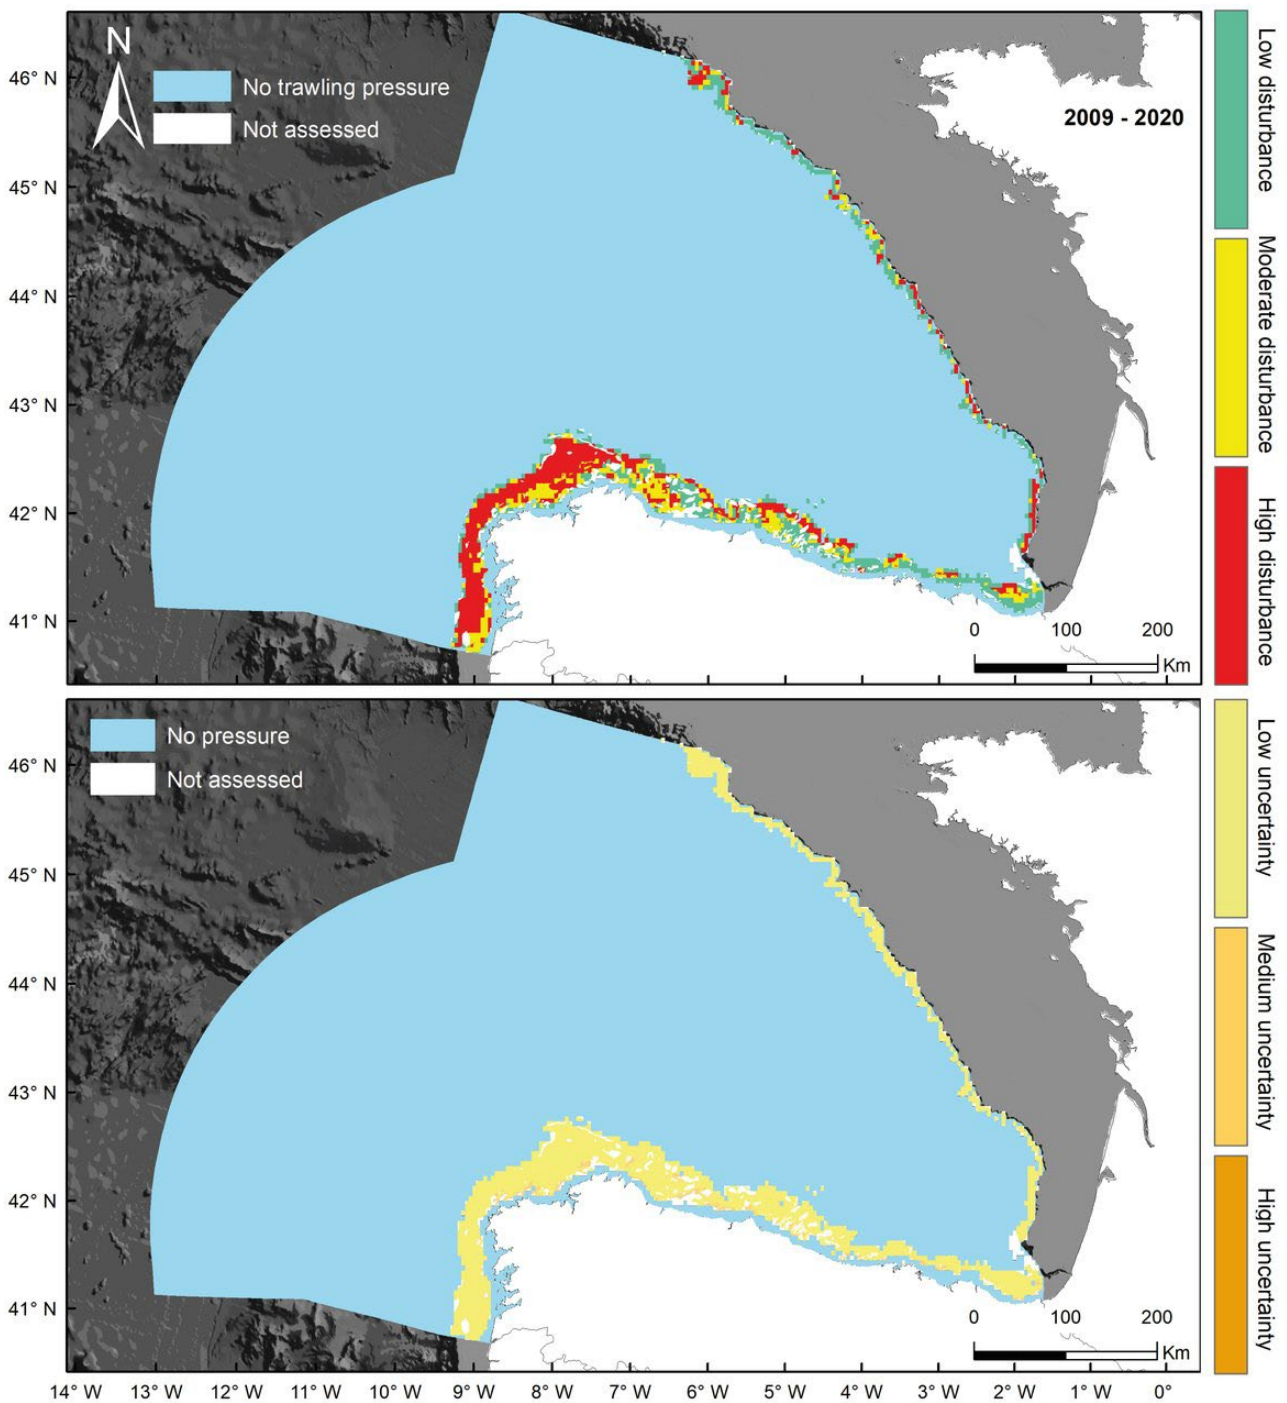 N
No trawling pressure
Not assessed
2009 - 2020
46° N
45° N
44° N
43° N
42° N
41° N
0 100 200
Km
Low disturbance
Moderate disturbance
High disturbance
No pressure
Not assessed
46° N
45° N
44° N
43° N
42° N
41° N
0 100 200
Km
Low uncertainty
Medium uncertainty
High uncertainty
14° W 13° W 12° W 11° W 10° W 9° W 8° W 7° W 6° W 5° W 4° W 3° W 2° W 1° W 0°